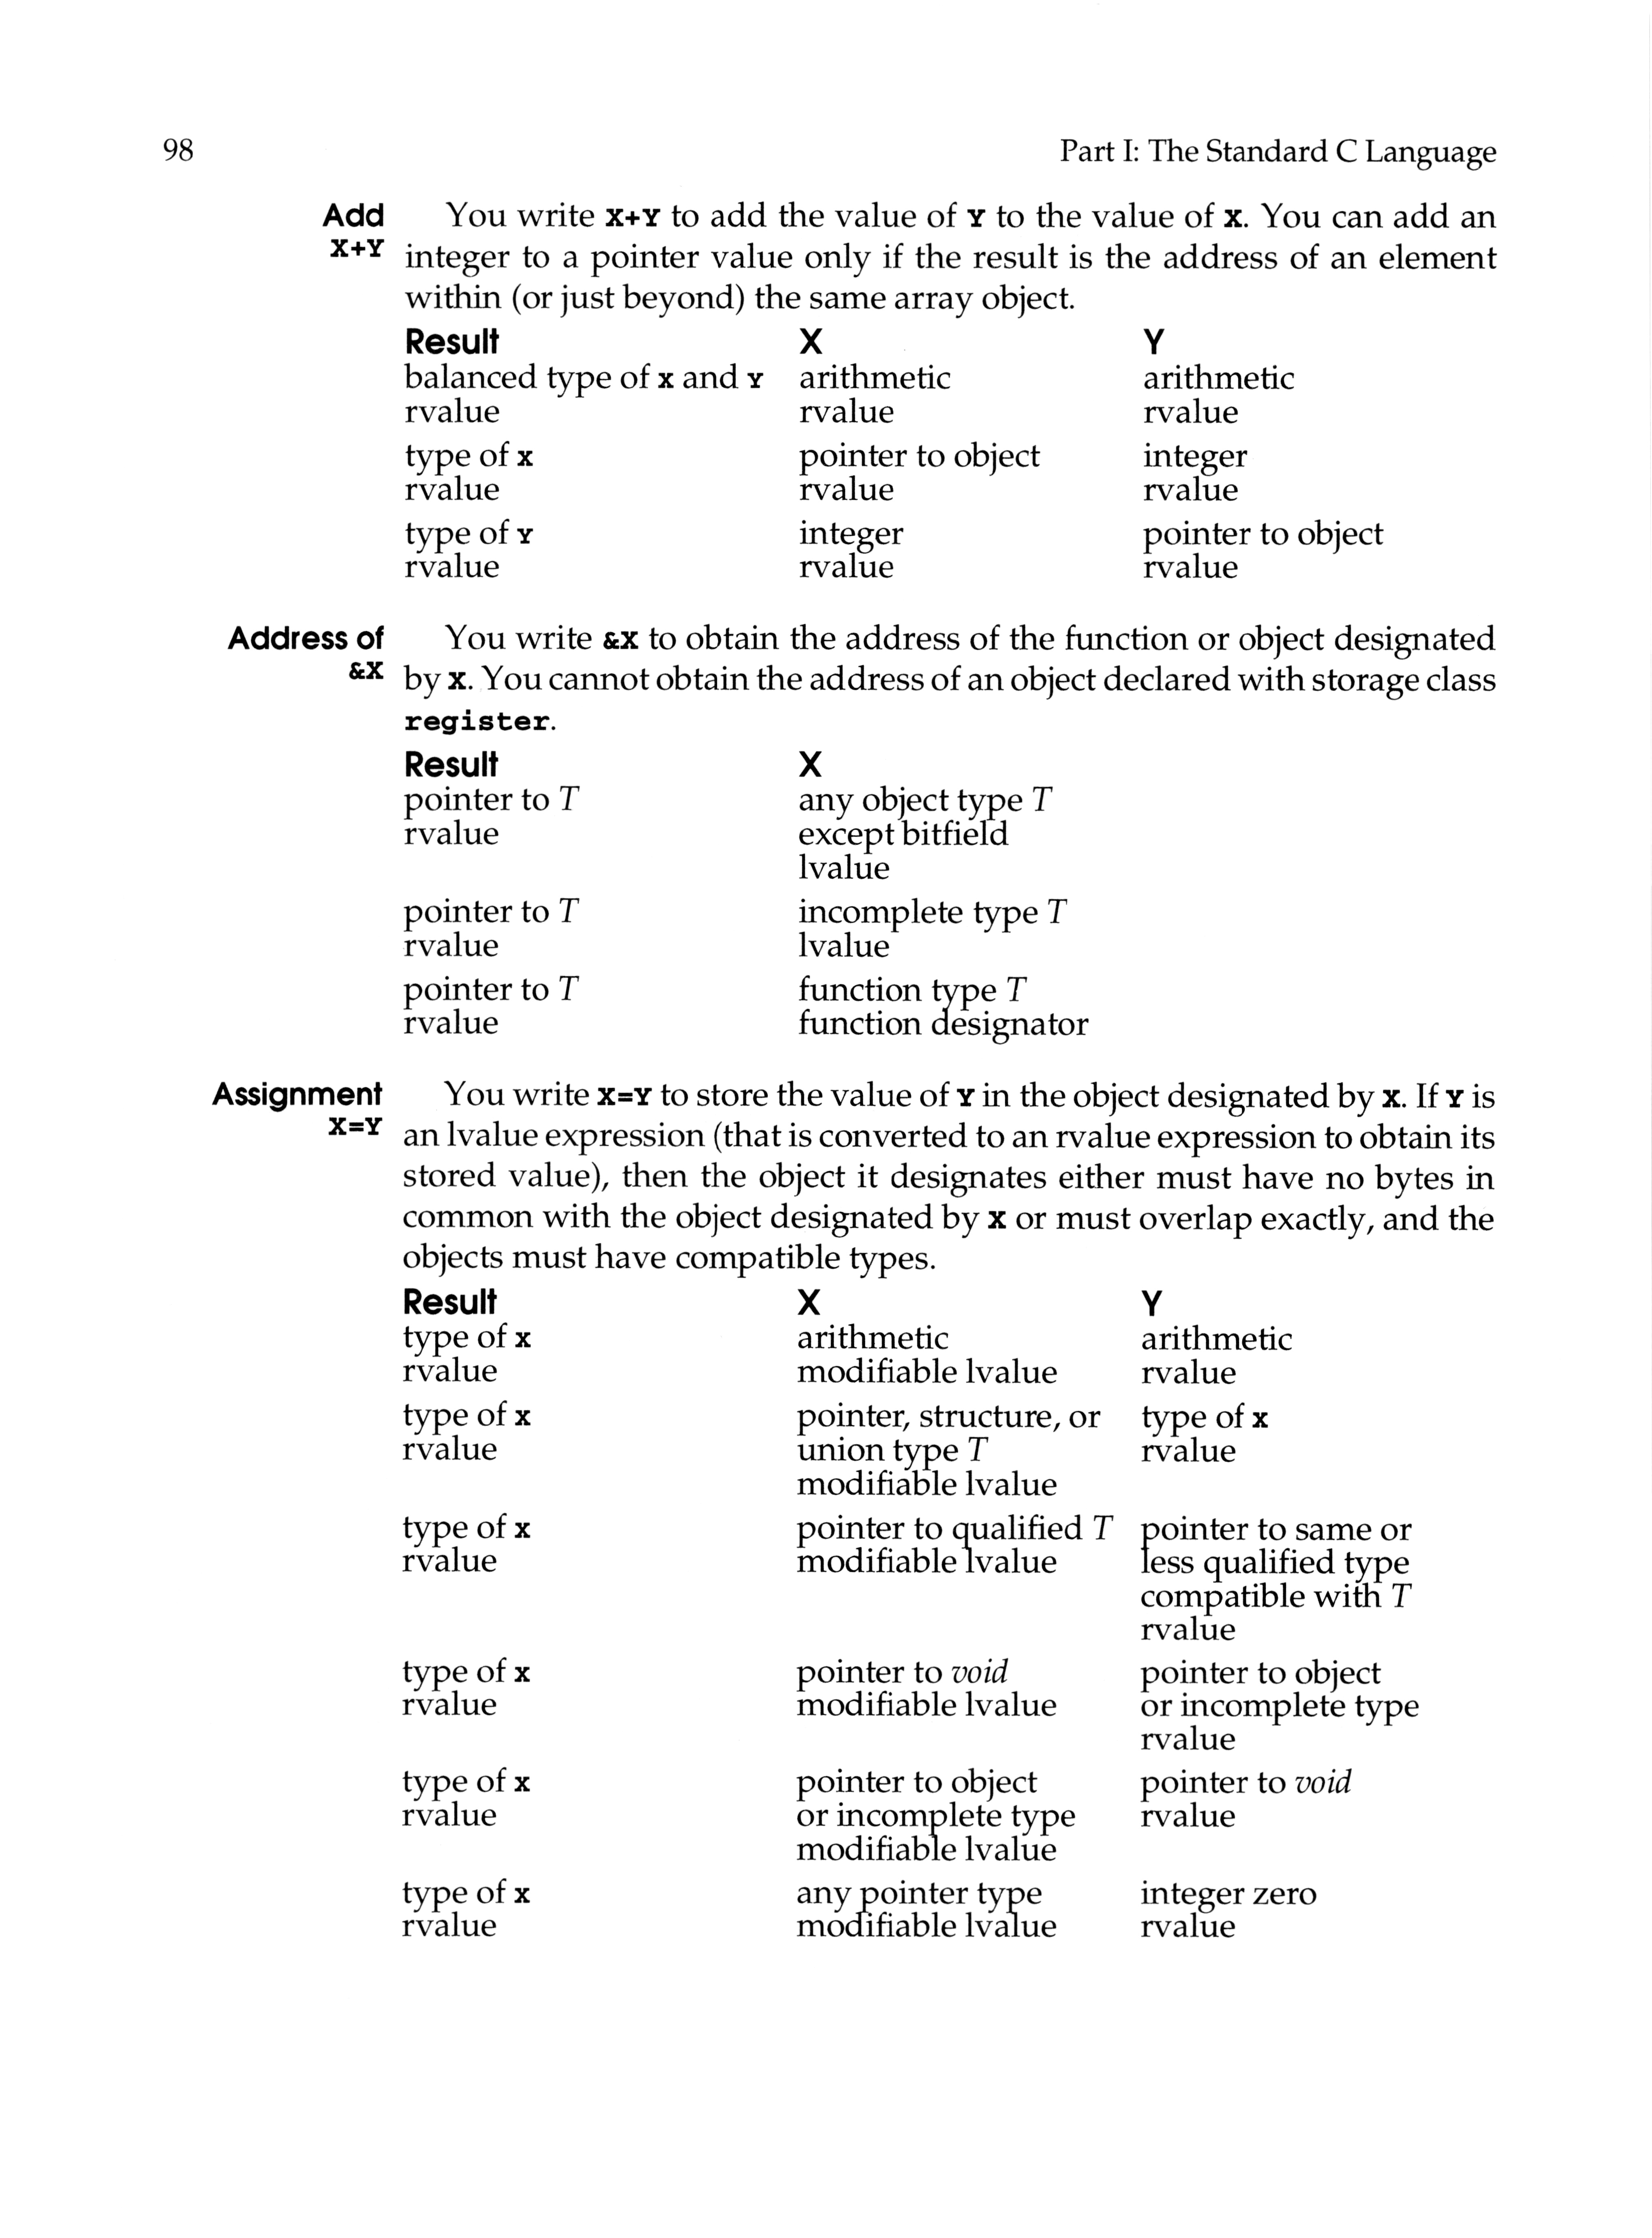 98 Part I: The Standard C Language
Add You write X+Y to add the value of Y to the value of X. You can add an
X+Y integer to a pointer value only if the result is the address of an element
within (or just beyond) the same array object.
Result X Y
balanced type of X and Y arithmetic arithmetic
rvalue rvalue rvalue
type of X pointer to object integer
rvalue rvalue rvalue
type of Y integer pointer to object
rvalue rvalue rvalue
Address of You write &X to obtain the address of the function or object designated
&X by X. You cannot obtain the address of an object declared with storage class
register.
Result X
pointer to T any object type T
rvalue except bitfield
lvalue
pointer to T incomplete type T
rvalue lvalue
pointer to T function type T
rvalue function designator
Assignment You write X=Y to store the value of Y in the object designated by X. If Y is
X=Y an lvalue expression (that is converted to an rvalue expression to obtain its
stored value), then the object it designates either must have no bytes in
common with the object designated by X or must overlap exactly, and the
objects must have compatible types.
Result X Y
type of X arithmetic arithmetic
rvalue modifiable lvalue rvalue
type of X pointer, structure, or type of X
rvalue union type T rvalue
modifiable lvalue
type of X pointer to qualified T pointer to same or
rvalue modifiable lvalue less qualified type
compatible with T
rvalue
type of X pointer to void pointer to object
rvalue modifiable lvalue or incomplete type
rvalue
type of X pointer to object pointer to void
rvalue or incomplete type rvalue
modifiable lvalue
type of X any pointer type integer zero
rvalue modifiable lvalue rvalue